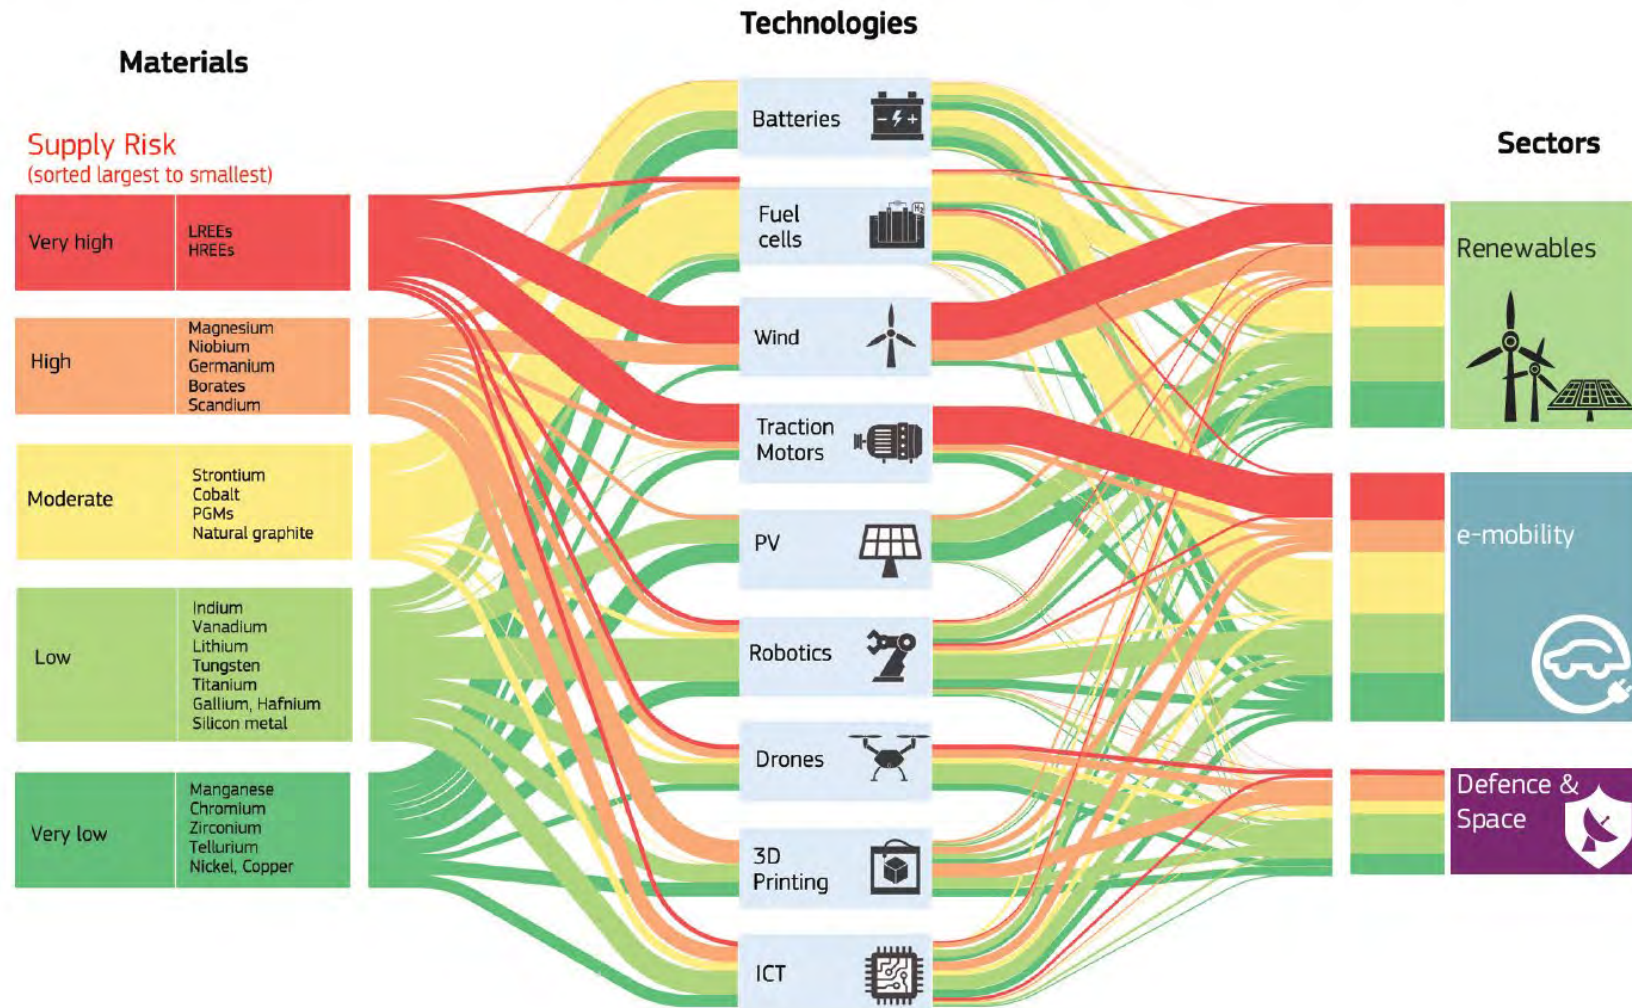 Technologies
Materials
Supply Risk
(sorted largest to smallest)
Very high
LREEs
HREEs
High
Magnesium
Niobium
Germanium
Borates
Scandium
Moderate
Strontium
Cobalt
PGMs
Natural graphite
Low
Indium
Vanadium
Lithium
Tungsten
Titanium
Gallium, Hafnium
Silicon metal
Very low
Manganese
Chromium
Zirconium
Tellurium
Nickel, Copper
Batteries
Fuel
cells
H2
Wind
Traction
Motors
PV
Robotics
Drones
3D
Printing
ICT
Sectors
Renewables
e-mobility
Defence &
Space